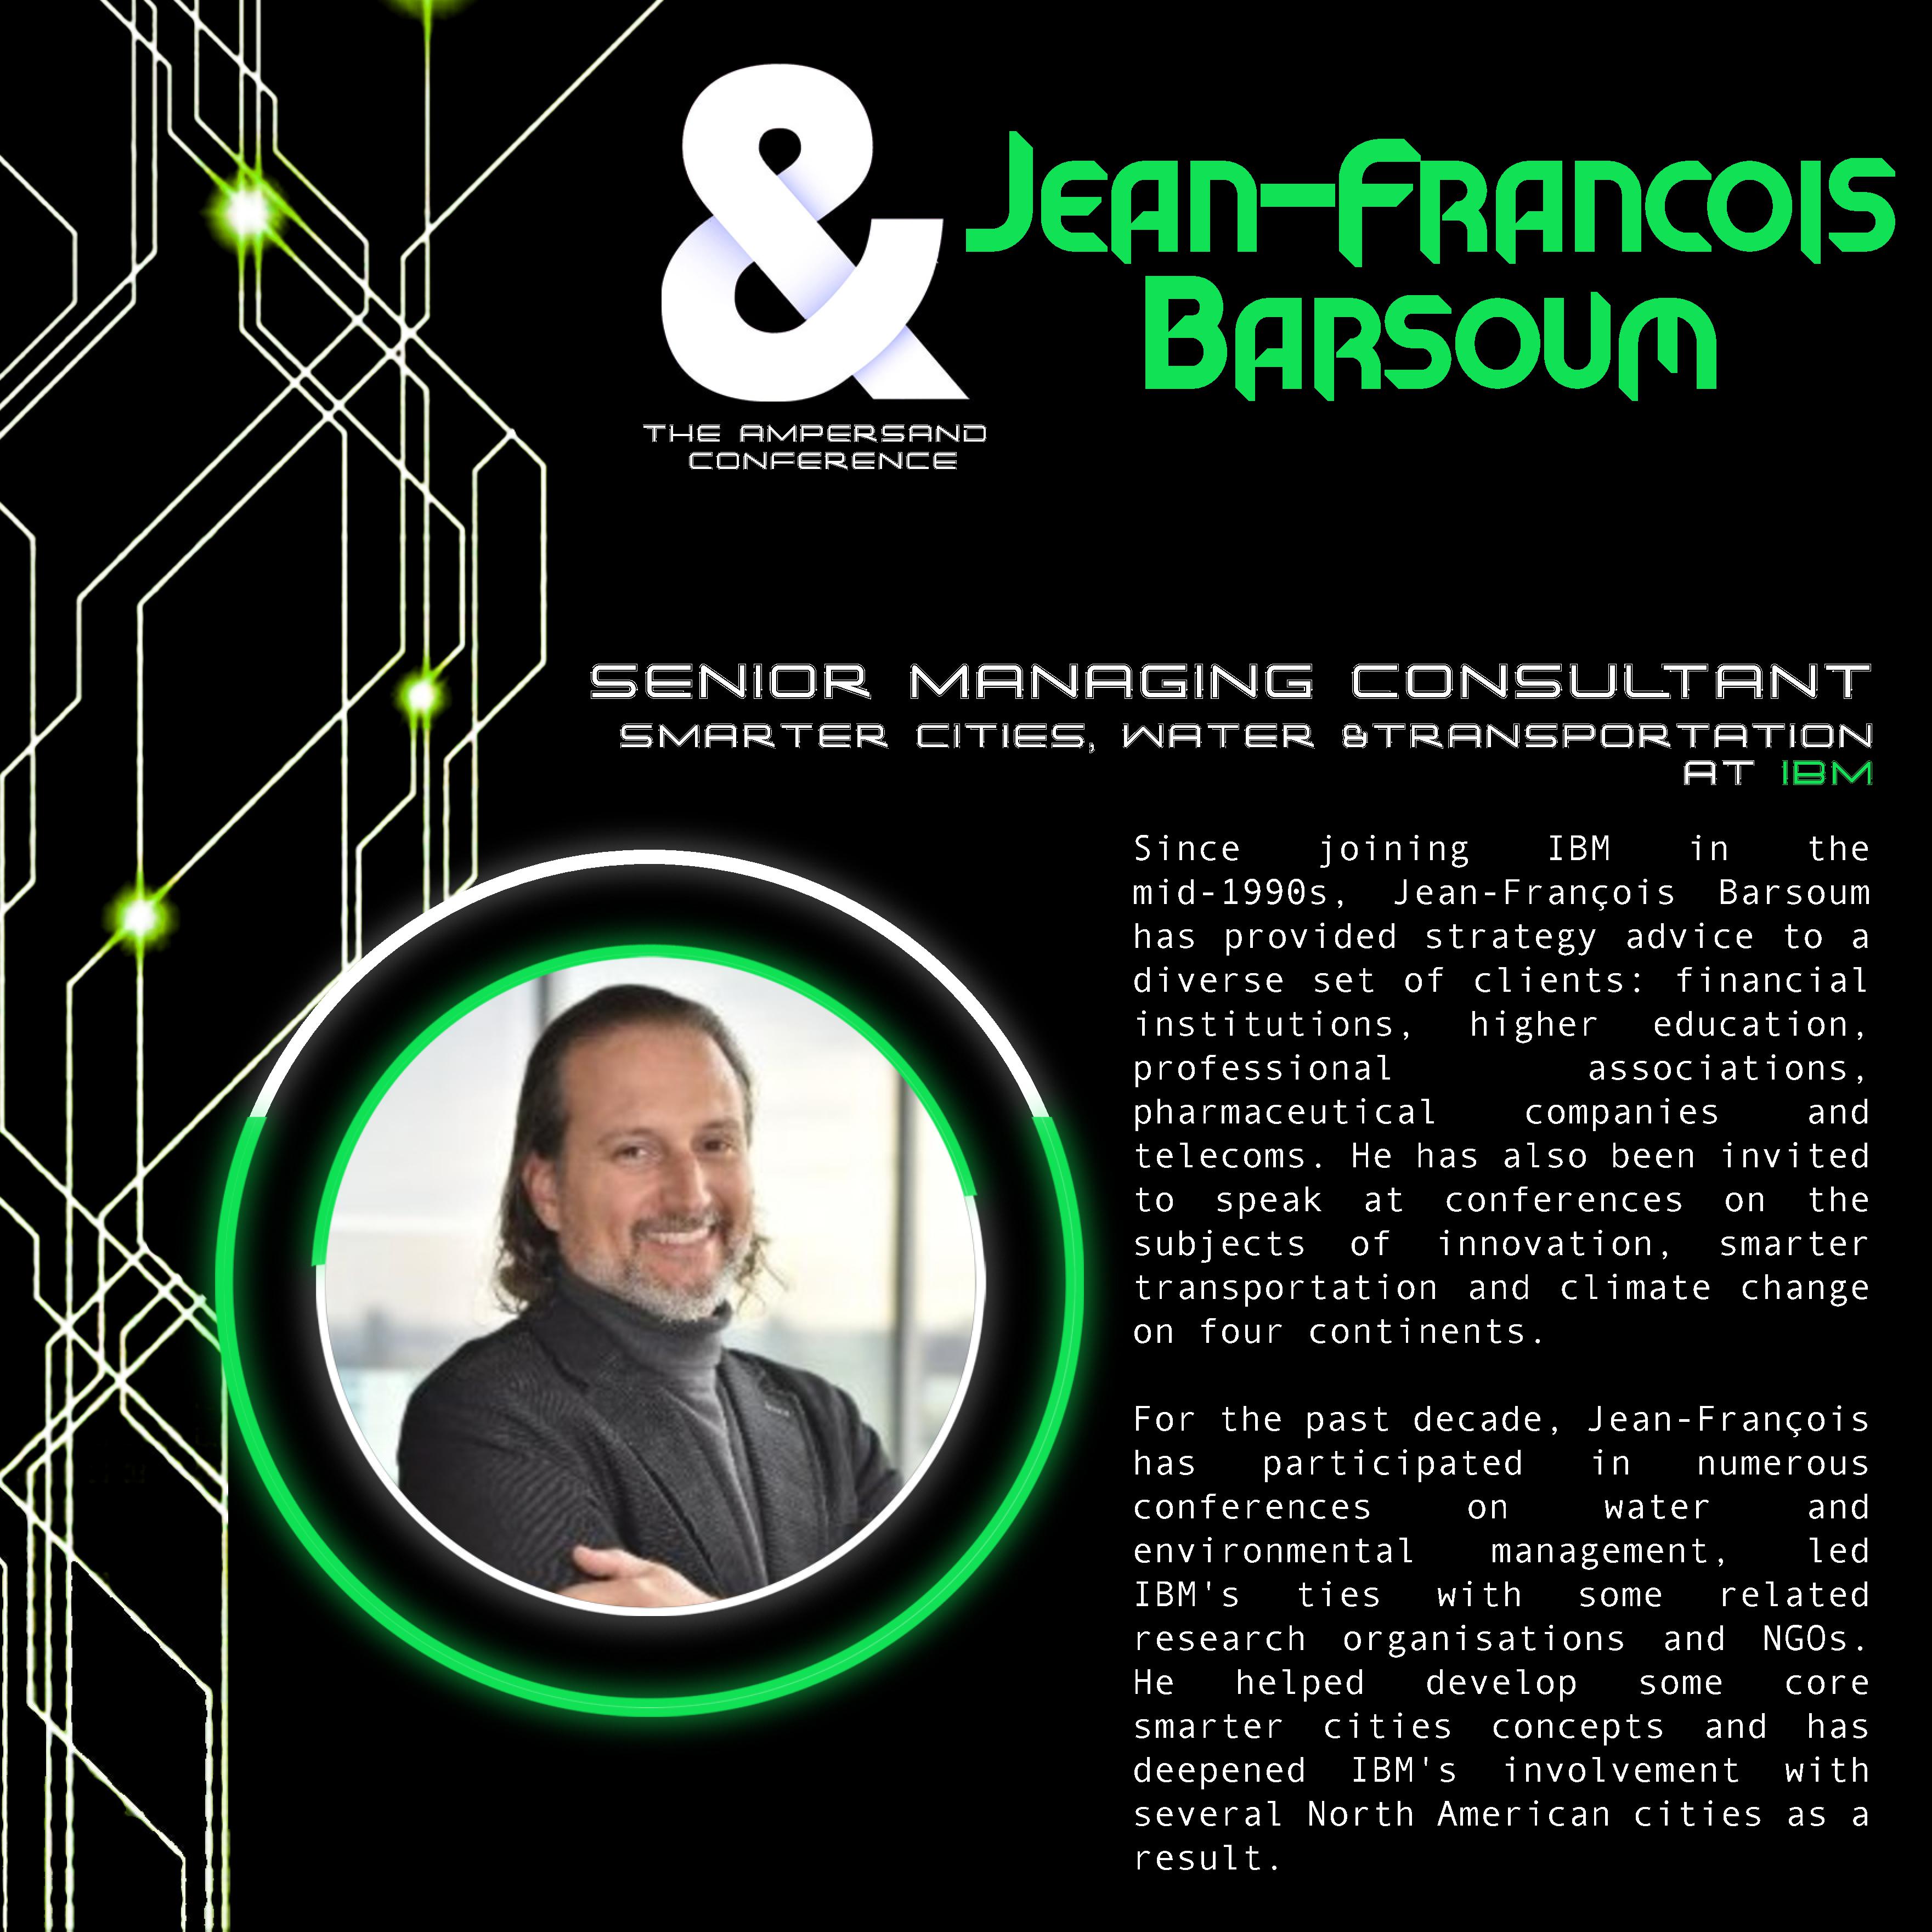 &
JEAN-FRANCOIS
BARSOUM
THE AMPERSAND
CONFERENCE
SENIOR MANAGING CONSULTANT
SMARTER CITIES, WATER &TRANSPORTATION
AT IBM
Since joining IBM in the
mid-1990s, Jean-François Barsoum
has provided strategy advice to a
diverse set of clients: financial
institutions, higher education,
professional associations,
pharmaceutical companies and
telecoms. He has also been invited
to speak at conferences on the
subjects of innovation, smarter
transportation and climate change
on four continents.
For the past decade, Jean-François
has participated in numerous
conferences on water and
environmental management, led
IBM's ties with some related
research organisations and NGOs.
He helped develop some core
smarter cities concepts and has
deepened IBM's involvement with
several North American cities as a
result.